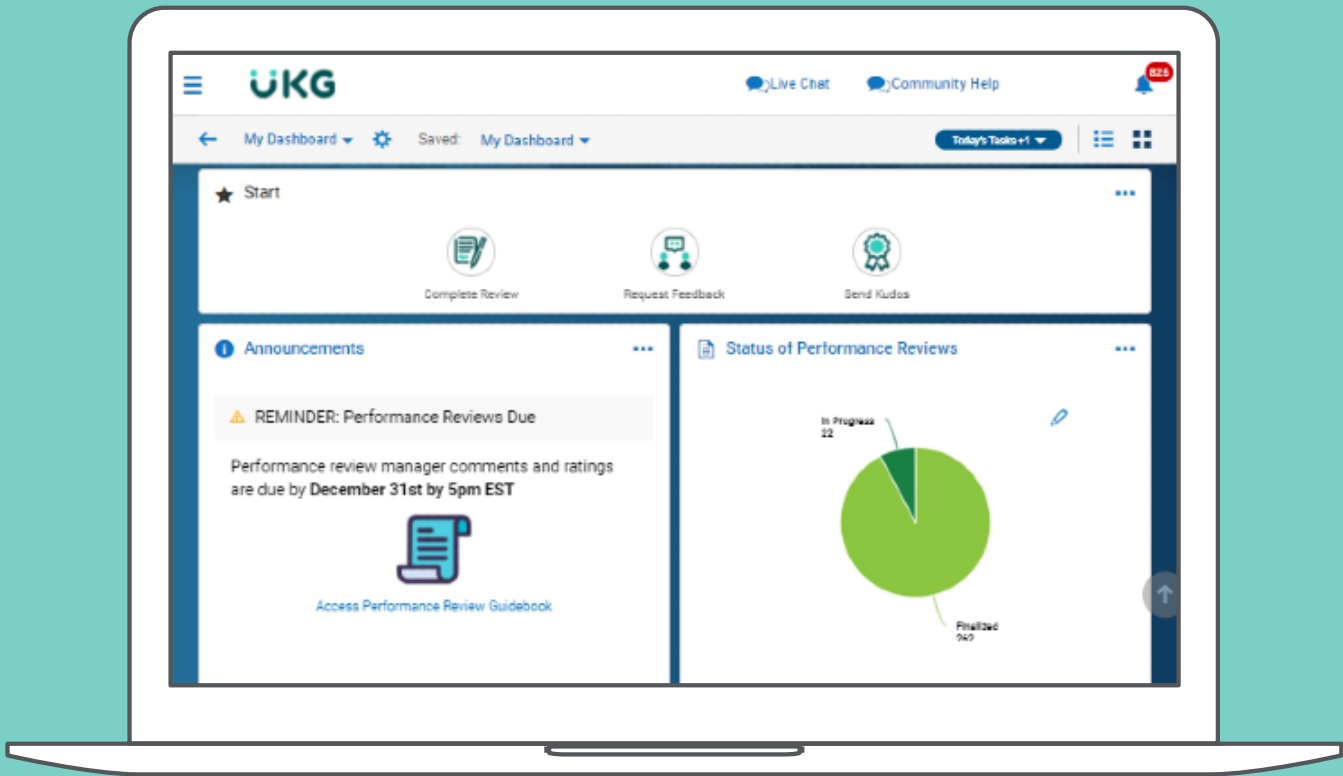 UKG
Live Chat
Community Help
825
My Dashboard
Saved: My Dashboard
Today's Tasks +1
Start
Complete Review
Request Feedback
Send Kudos
Announcements
REMINDER: Performance Reviews Due
Performance review manager comments and ratings
are due by December 31st by 5pm EST
Access Performance Review Guidebook
Status of Performance Reviews
In Progress
22
Finalized